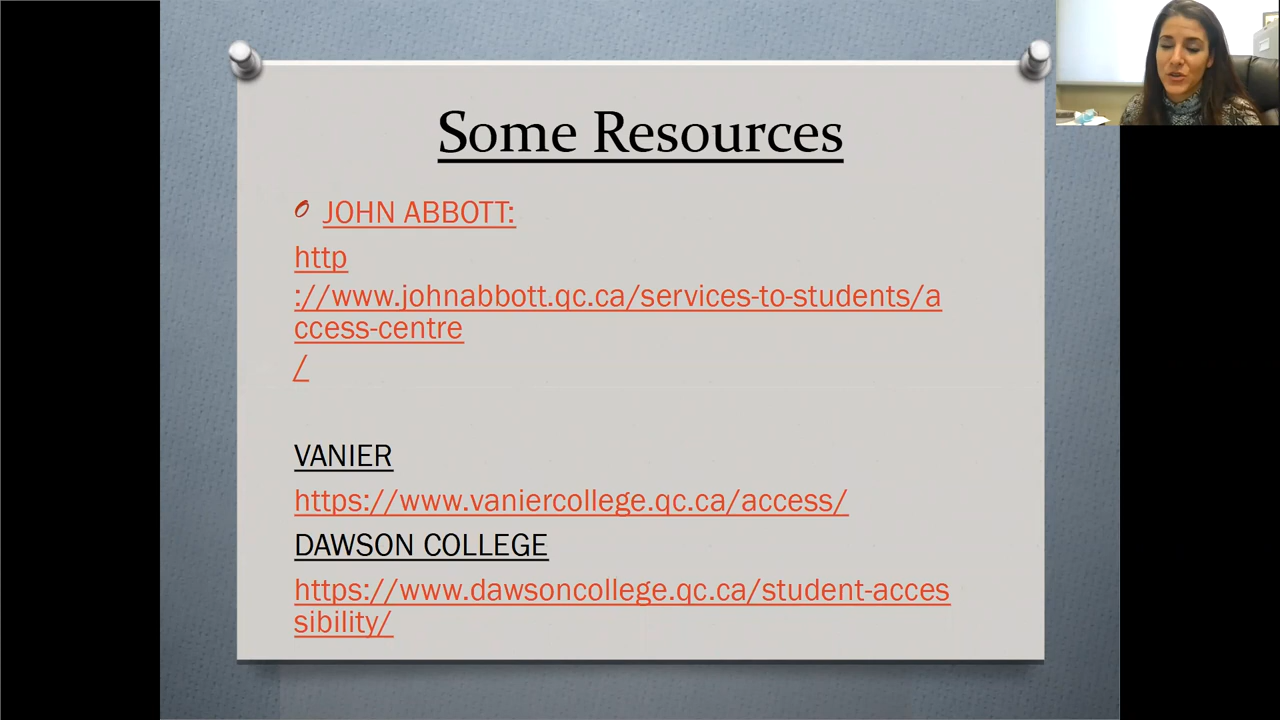 Some Resources
JOHN ABBOTT:
http
://www.johnabbott.qc.ca/services-to-students/a
ccess-centre
/
VANIER
https://www.vaniercollege.qc.ca/access/
DAWSON COLLEGE
https://www.dawsoncollege.qc.ca/student-acces
sibility/